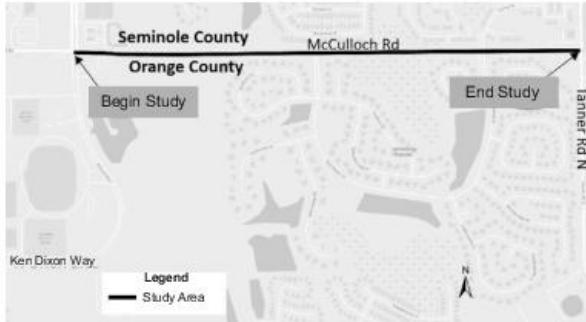 Seminole County
McCulloch Rd
Orange County
Begin Study
End Study
Tanner Rd N
Ken Dixon Way
Legend
Study Area
N